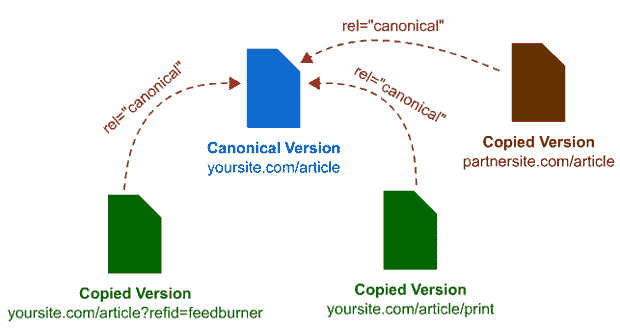 rel="canonical"
rel="canonical"
rel="canonical"
Canonical Version
yoursite.com/article
Copied Version
partnersite.com/article
Copied Version
yoursite.com/article?refid=feedburner
Copied Version
yoursite.com/article/print